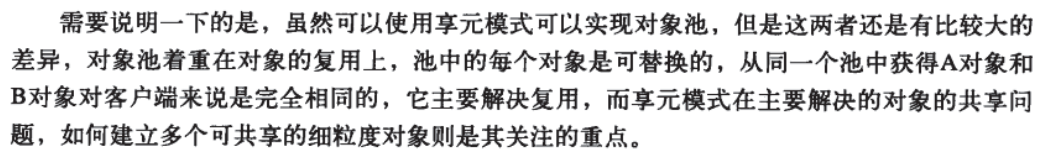 需要说明一下的是，虽然可以使用享元模式可以实现对象池，但是这两者还是有比较大的
差异，对象池着重在对象的复用上，池中的每个对象是可替换的，从同一个池中获得A对象和
B对象对客户端来说是完全相同的，它主要解决复用，而享元模式在主要解决的对象的共享问
题，如何建立多个可共享的细粒度对象则是其关注的重点。